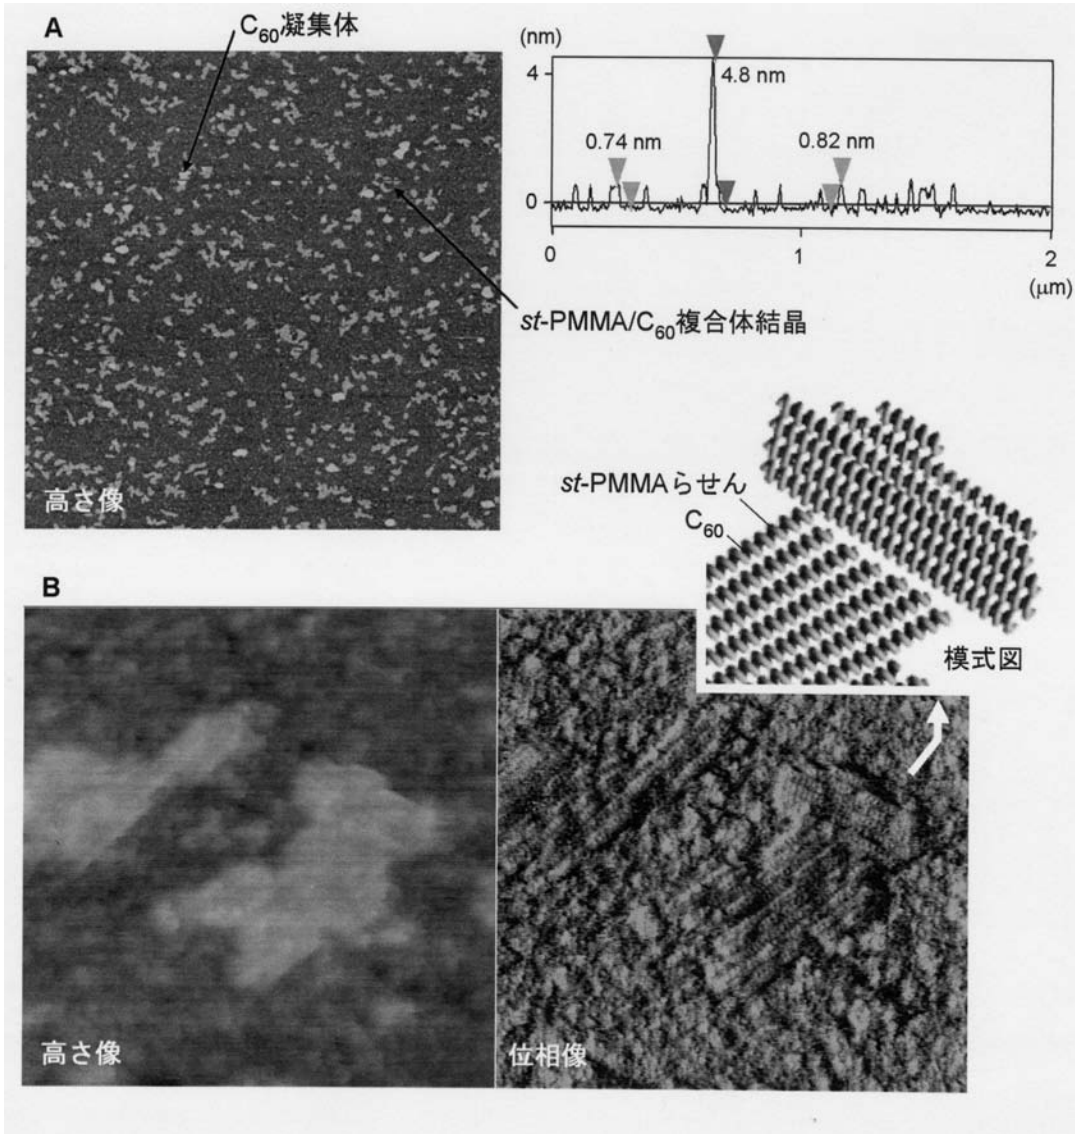 A
C60凝集体
(nm)
4
4.8 nm
0.74 nm
0.82 nm
0
0
1
2
(μm)
st-PMMA/C60複合体結晶
高さ像
st-PMMAらせん
C60
模式図
B
高さ像
位相像